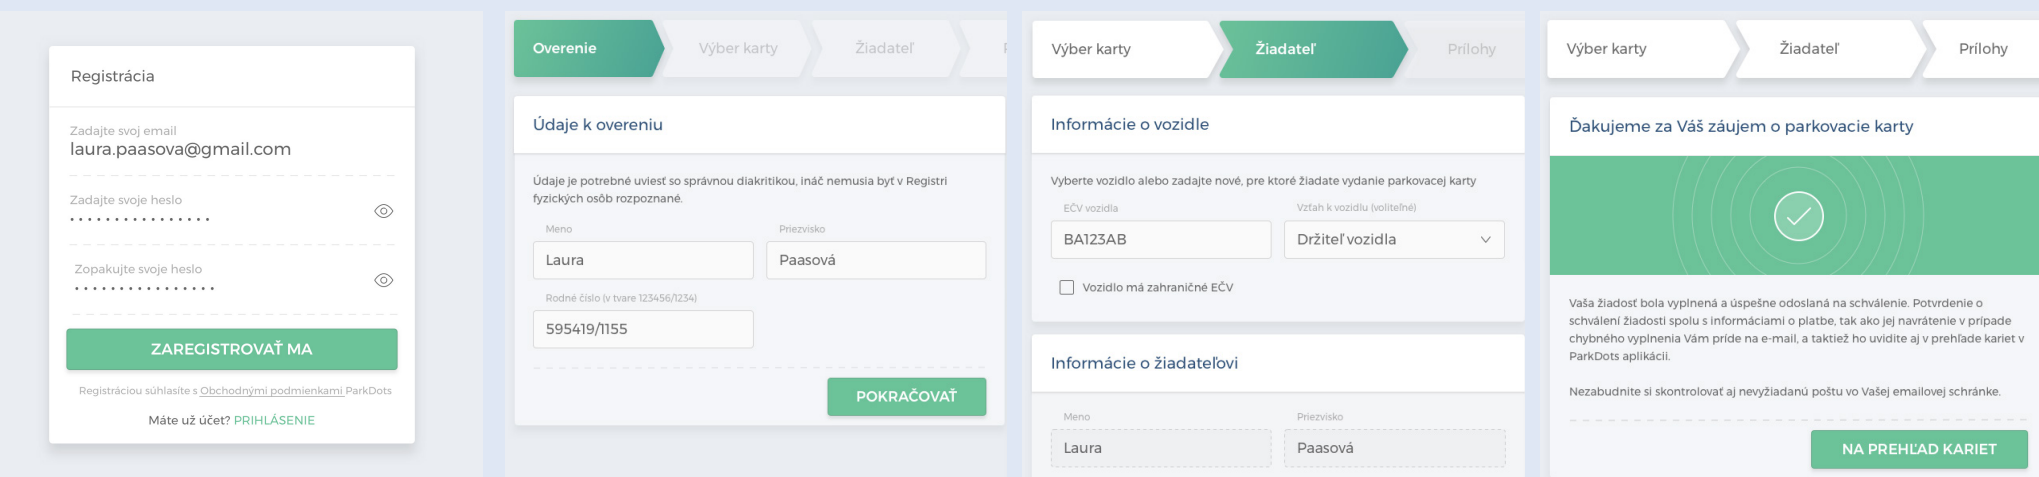 Registrácia
Zadajte svoj email
laura.paasova@gmail.com
Zadajte svoje heslo
Zopakujte svoje heslo
ZAREGISTROVAŤ MA
Registráciou súhlasíte s Obchodnými podmienkami ParkDots
Máte už účet? PRIHLÁSENIE
Overenie
Výber karty
Žiadateľ
Údaje k overeniu
Údaje je potrebné uviesť so správnou diakritikou, ináč nemusia byť v Registri
fyzických osôb rozpoznané.
Meno
Priezvisko
Laura
Paasová
Rodné číslo (v tvare 123456/1234)
595419/1155
POKRAČOVAŤ
Výber karty
Žiadateľ
Prílohy
Informácie o vozidle
Vyberte vozidlo alebo zadajte nové, pre ktoré žiadate vydanie parkovacej karty
EČV vozidla
Vzťah k vozidlu (voliteľné)
BA123AB
Držiteľ vozidla
Vozidlo má zahraničné EČV
Informácie o žiadateľovi
Meno
Priezvisko
Laura
Paasová
Výber karty
Žiadateľ
Prílohy
Ďakujeme za Váš záujem o parkovacie karty
Vaša žiadosť bola vyplnená a úspešne odoslaná na schválenie. Potvrdenie o
schválení žiadosti spolu s informáciami o platbe, tak ako jej navrátenie v prípade
chybného vyplnenia Vám príde na e-mail, a taktiež ho uvidite aj v prehľade kariet v
ParkDots aplikácii.
Nezabudnite si skontrolovať aj nevyžiadanú poštu vo Vašej emailovej schránke.
NA PREHĽAD KARIET